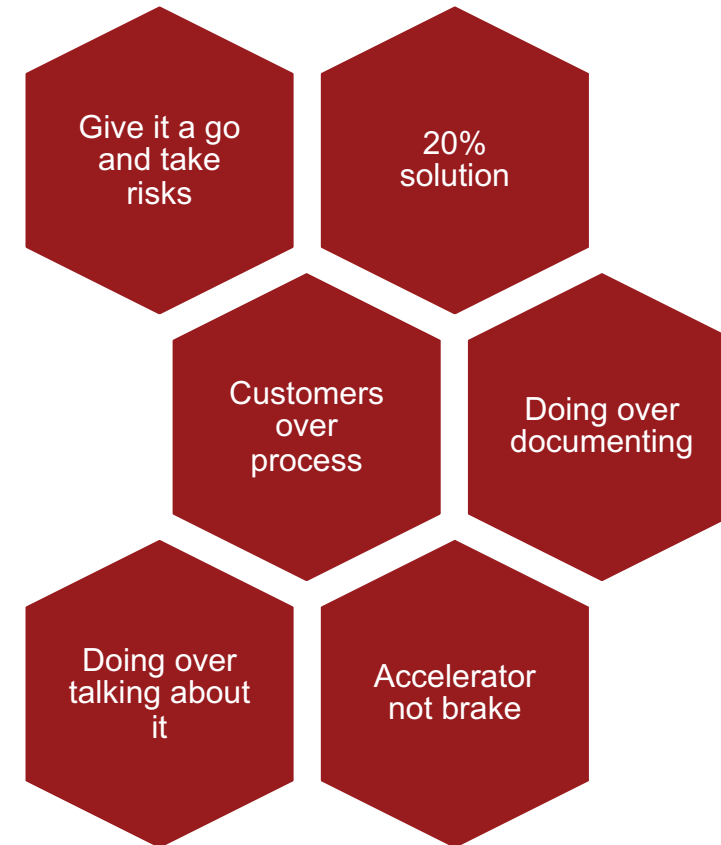 Give it a go
and take
risks
20%
solution
Customers
over
process
Doing over
documenting
Doing over
talking about
it
Accelerator
not brake